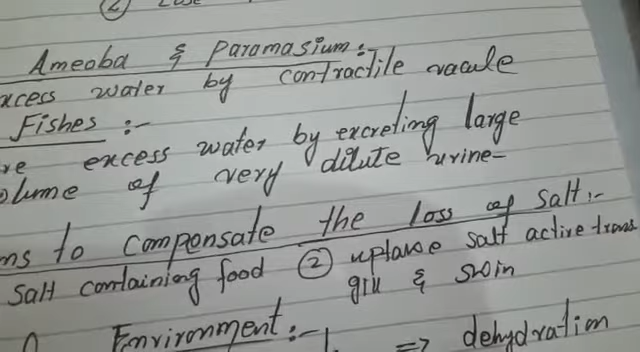 Ameoba & Paramasium:-
xcess water by contractile vacule
Fishes :-
ve excess water by excreting large
olume of very dilute urine-
ns to compensate the loss of salt:-
salt containing food ② uptake salt active trans
gill & skin
Environment:-
=> dehydration